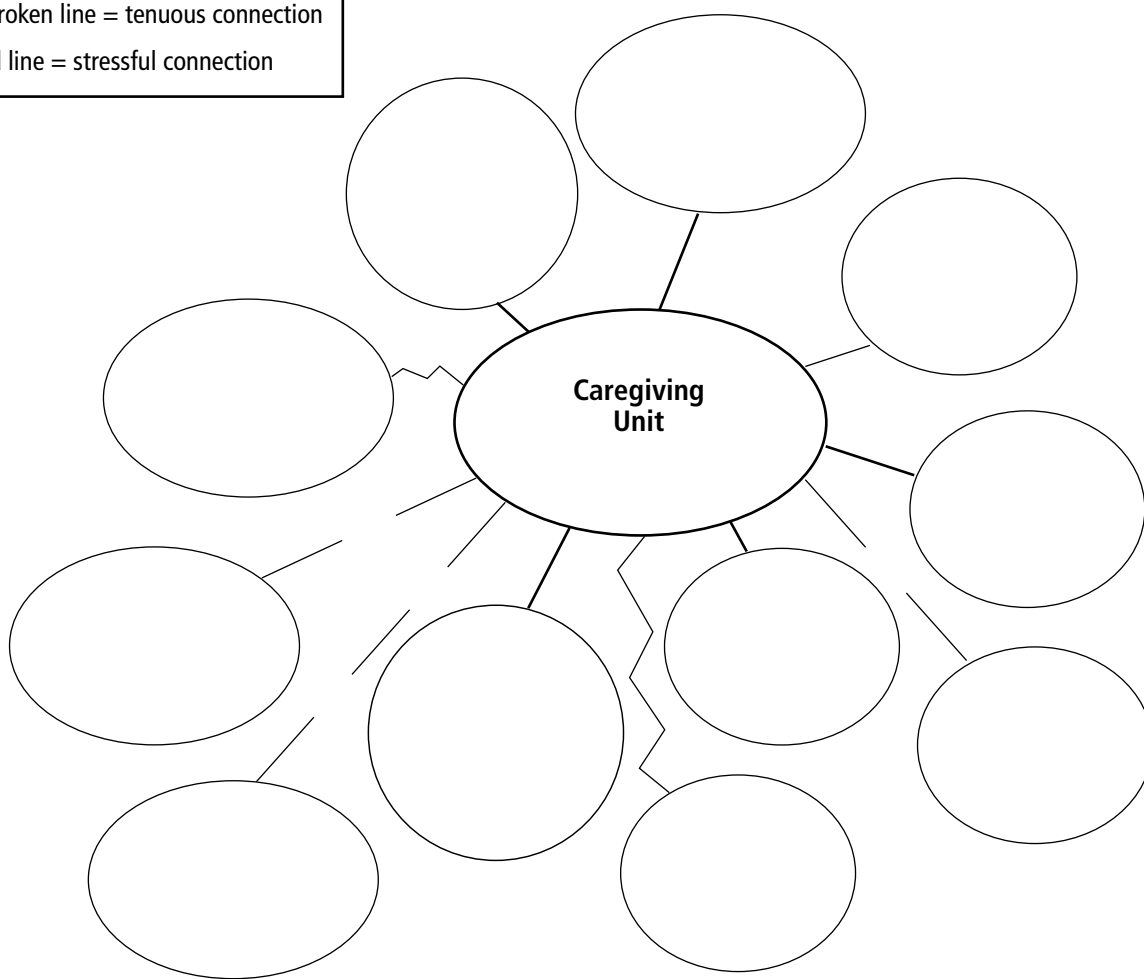 roken line = tenuous connection
line = stressful connection
Caregiving
Unit